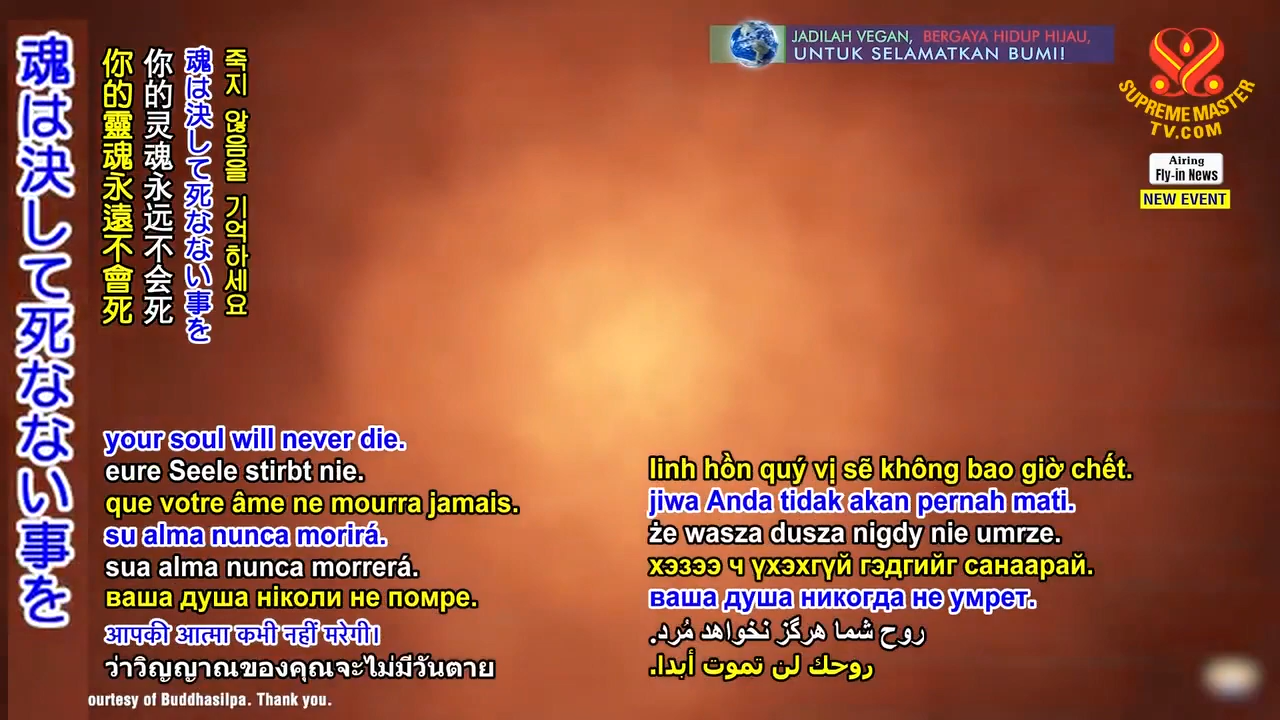 魂は決して死なない事を
你的靈魂永遠不會死
你的灵魂永远不会死
魂は決して死なない事を
죽지 않음을 기억하세요
JADILAH VEGAN, BERGAYA HIDUP HIJAU,
UNTUK SELAMATKAN BUMI!
SUPREME MASTER
TV.COM
Airing
Fly-in News
NEW EVENT
your soul will never die.
eure Seele stirbt nie.
que votre âme ne mourra jamais.
su alma nunca morirá.
sua alma nunca morrerá.
ваша душа ніколи не помре.
आपकी आत्मा कभी नहीं मरेगी।
ว่าวิญญาณของคุณจะไม่มีวันตาย
linh hồn quý vị sẽ không bao giờ chết.
jiwa Anda tidak akan pernah mati.
że wasza dusza nigdy nie umrze.
хэзээ ч үхэхгүй гэдгийг санаарай.
ваша душа никогда не умрет.
روح شما هرگز نخواهد مُرد.
روحك لن تموت أبدا.
ourtesy of Buddhasilpa. Thank you.